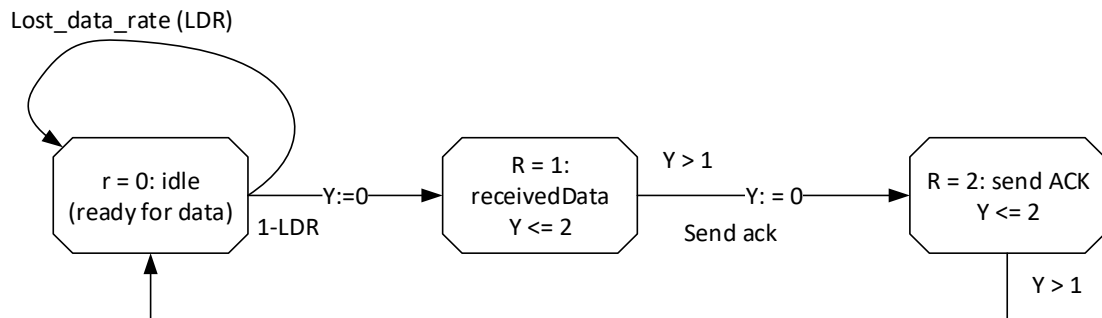 Lost_data_rate (LDR)
r = 0: idle
(ready for data)
Y:=0
1-LDR
R = 1:
receivedData
Y <= 2
Y > 1
Y: = 0
Send ack
R = 2: send ACK
Y <= 2
Y > 1